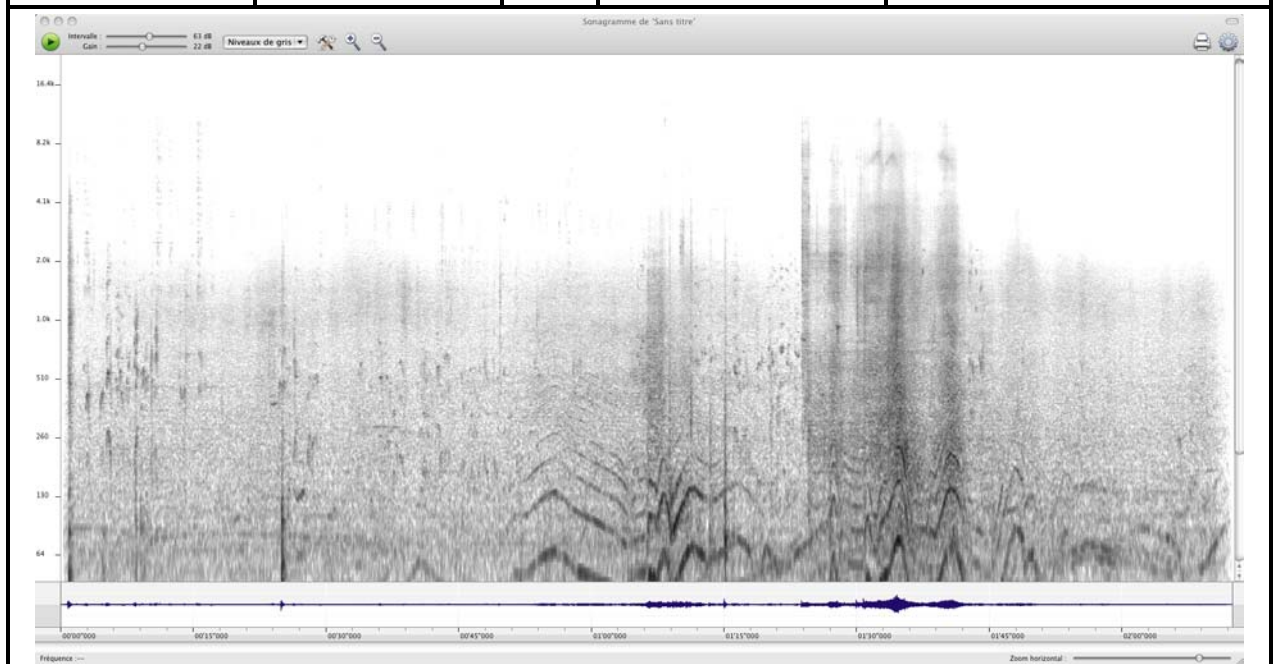 Sonagramme de 'Sans titre'
Intervalle : 63 dB
Gain : 22 dB
Niveaux de gris
16.4k
8.2k
4.1k
2.0k
1.0k
510
260
130
64
00'00"000 00'15"000 00'30"000 00'45"000 01'00"000 01'15"000 01'30"000 01'45"000 02'00"000
Fréquence :--
Zoom horizontal :